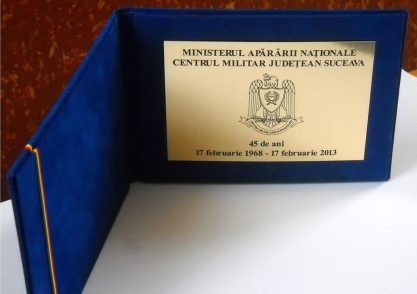 MINISTERUL APĂRĂRII NAȚIONALE
CENTRUL MILITAR JUDEȚEAN SUCEAVA
45 de ani
17 februarie 1968 - 17 februarie 2013